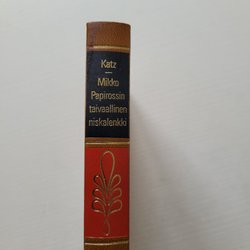 Katz
Mikko
Papirossin
taivaallinen
niskalenkki